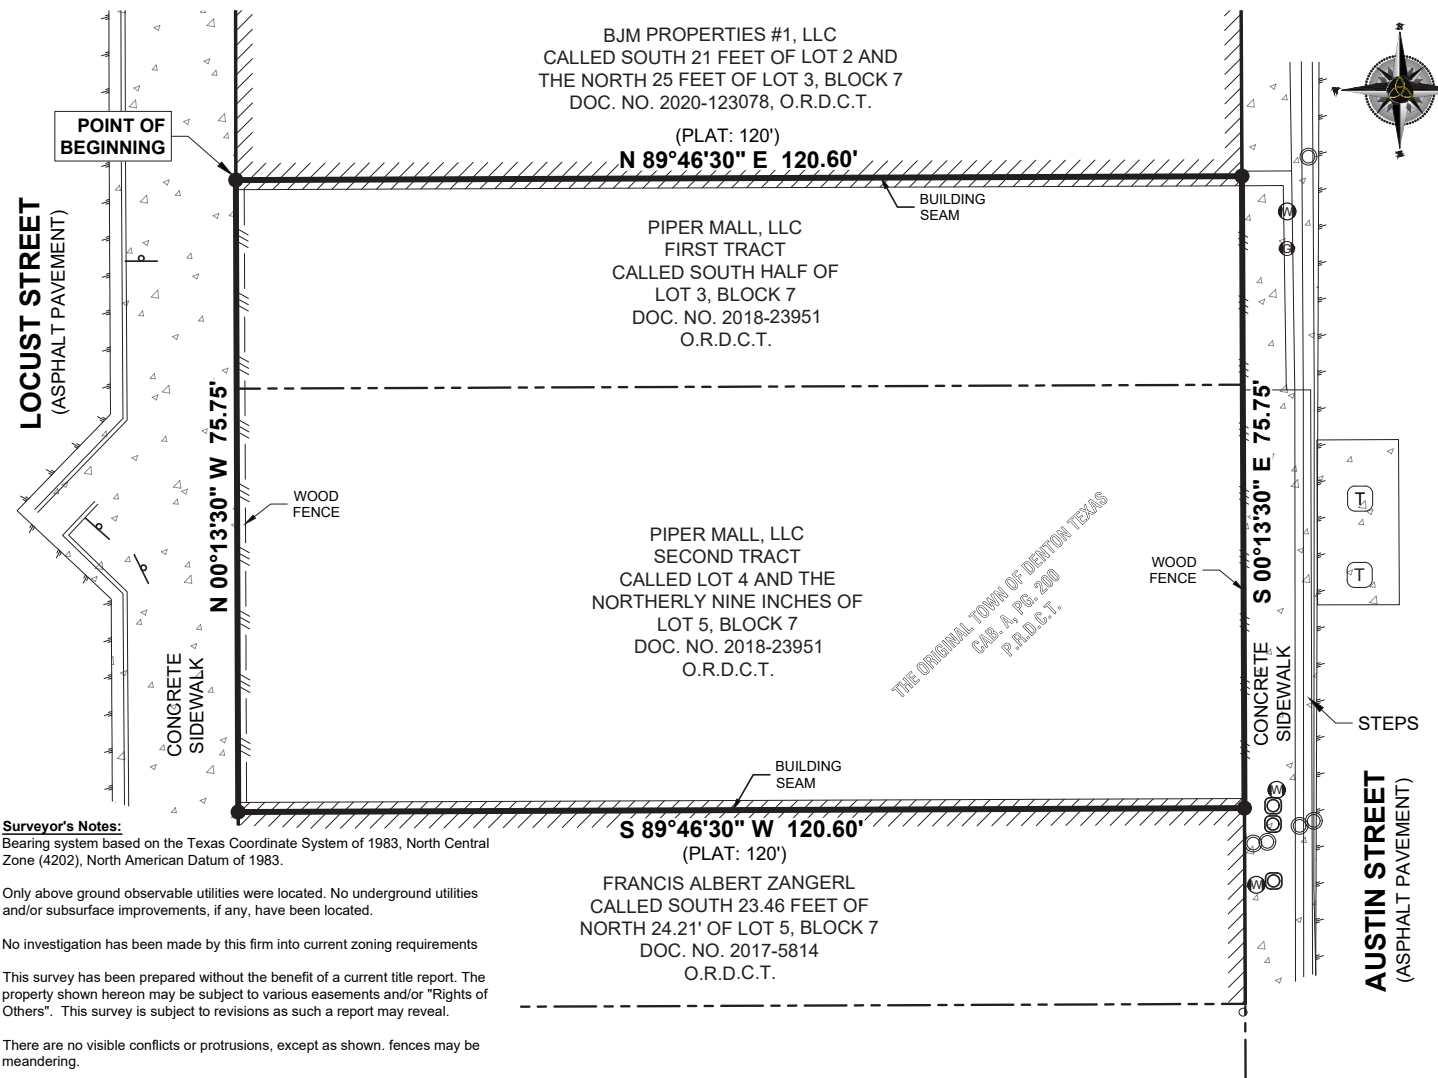 BJM PROPERTIES #1, LLC
CALLED SOUTH 21 FEET OF LOT 2 AND
THE NORTH 25 FEET OF LOT 3, BLOCK 7
DOC. NO. 2020-123078, O.R.D.C.T.
(PLAT: 120')
N 89°46'30" E 120.60'
POINT OF
BEGINNING
BUILDING
SEAM
LOCUST STREET
(ASPHALT PAVEMENT)
PIPER MALL, LLC
FIRST TRACT
CALLED SOUTH HALF OF
LOT 3, BLOCK 7
DOC. NO. 2018-23951
O.R.D.C.T.
W
G
N 00°13'30" W 75.75'
S 00°13'30" E 75.75'
WOOD
FENCE
PIPER MALL, LLC
SECOND TRACT
CALLED LOT 4 AND THE
NORTHERLY NINE INCHES OF
LOT 5, BLOCK 7
DOC. NO. 2018-23951
O.R.D.C.T.
THE ORIGINAL TOWN OF DENTON TEXAS
CAB. A, PG. 200
P.R.D.C.T.
WOOD
FENCE
T
T
CONCRETE
SIDEWALK
CONCRETE
SIDEWALK
STEPS
BUILDING
SEAM
W
W
AUSTIN STREET
(ASPHALT PAVEMENT)
S 89°46'30" W 120.60'
(PLAT: 120')
FRANCIS ALBERT ZANGERL
CALLED SOUTH 23.46 FEET OF
NORTH 24.21' OF LOT 5, BLOCK 7
DOC. NO. 2017-5814
O.R.D.C.T.
Surveyor's Notes:
Bearing system based on the Texas Coordinate System of 1983, North Central
Zone (4202), North American Datum of 1983.
Only above ground observable utilities were located. No underground utilities
and/or subsurface improvements, if any, have been located.
No investigation has been made by this firm into current zoning requirements
This survey has been prepared without the benefit of a current title report. The
property shown hereon may be subject to various easements and/or "Rights of
Others". This survey is subject to revisions as such a report may reveal.
There are no visible conflicts or protrusions, except as shown. fences may be
meandering.